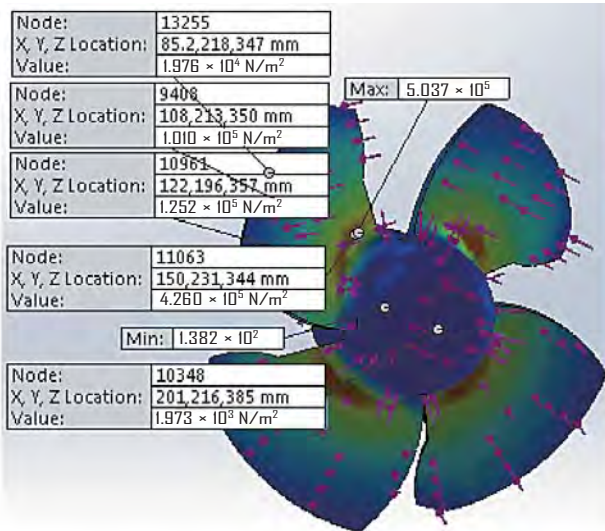 Node: 13255
X, Y, Z Location: 85.2,218,347 mm
Value: 1.976 × 10⁴ N/m²
Max: 5.037 × 10⁵
Node: 9408
X, Y, Z Location: 108,213,350 mm
Value: 1.010 × 10⁵ N/m²
Node: 10961
X, Y, Z Location: 122,196,357 mm
Value: 1.252 × 10⁵ N/m²
Node: 11063
X, Y, Z Location: 150,231,344 mm
Value: 4.260 × 10⁵ N/m²
Min: 1.382 × 10²
Node: 10348
X, Y, Z Location: 201,216,385 mm
Value: 1.973 × 10³ N/m²